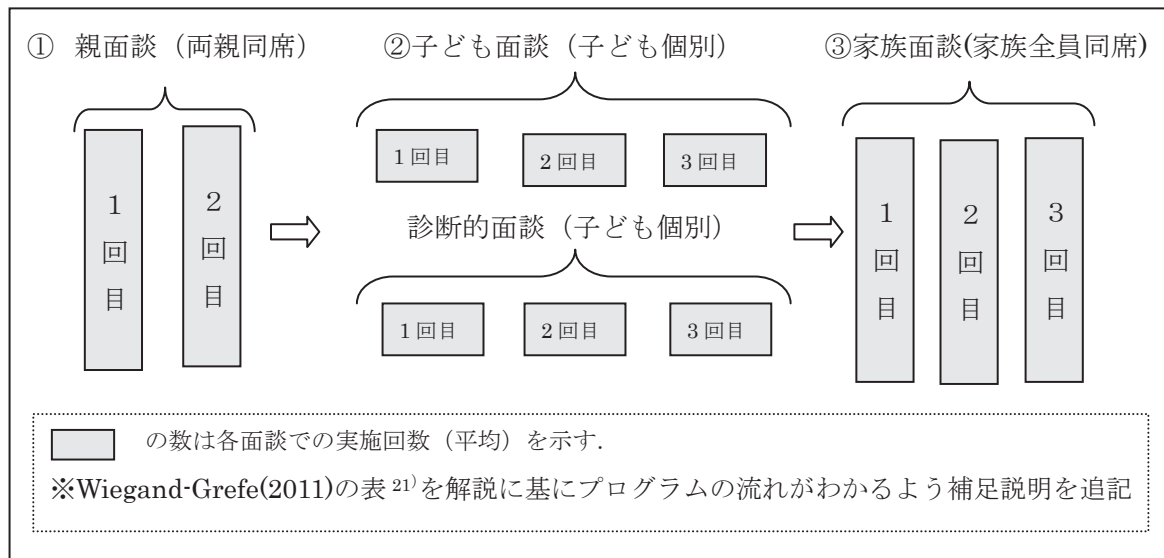 ① 親面談（両親同席）
②子ども面談（子ども個別）
③家族面談(家族全員同席)
1回目
2回目
1回目
2回目
3回目
診断的面談（子ども個別）
1回目
2回目
3回目
1回目
2回目
3回目
の数は各面談での実施回数（平均）を示す.
※Wiegand-Grefe(2011)の表 21)を解説に基にプログラムの流れがわかるよう補足説明を追記